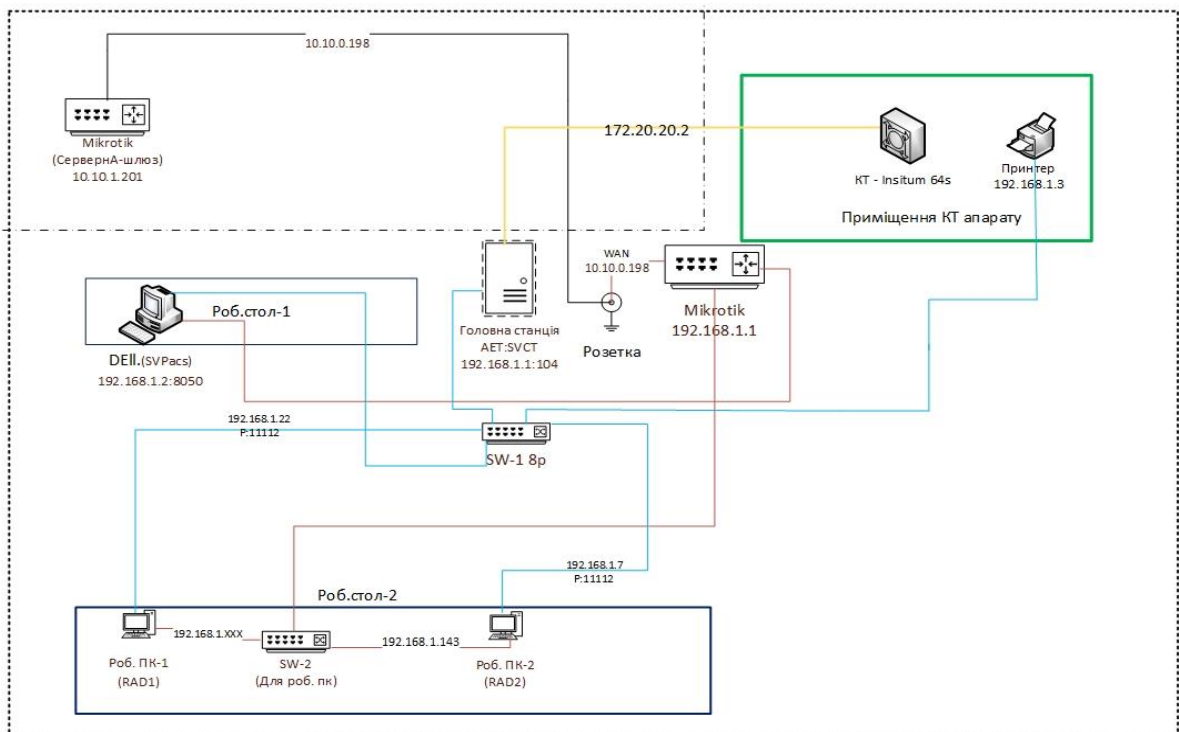 10.10.0.198
Mikrotik
(СервернА-шлюз)
10.10.1.201
172.20.20.2
КТ - Insitum 64s
Принтер
192.168.1.3
Приміщення КТ апарату
WAN
10.10.0.198
Mikrotik
192.168.1.1
Розетка
Головна станція
AET:SVCT
192.168.1.1:104
Роб.стол-1
DEll.(SVPacs)
192.168.1.2:8050
192.168.1.22
P:11112
SW-1 8p
192.168.1.7
P:11112
Роб.стол-2
192.168.1.XXX
192.168.1.143
Роб. ПК-1
(RAD1)
SW-2
(Для роб. пк)
Роб. ПК-2
(RAD2)